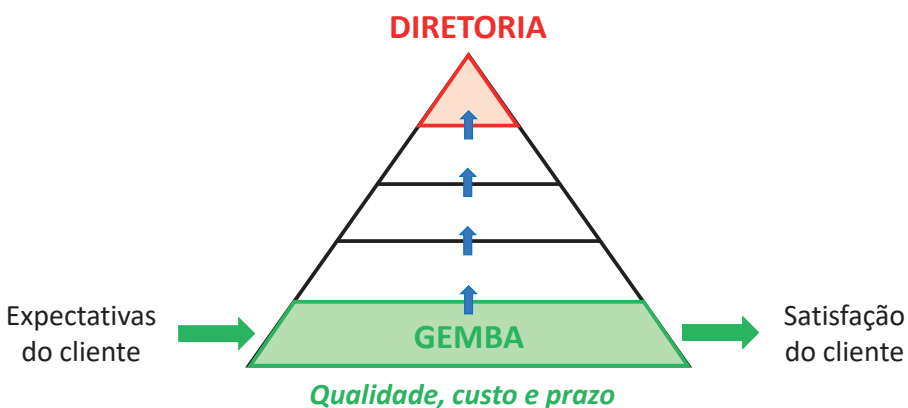 DIRETORIA
Expectativas
do cliente
GEMBA
Satisfação
do cliente
Qualidade, custo e prazo